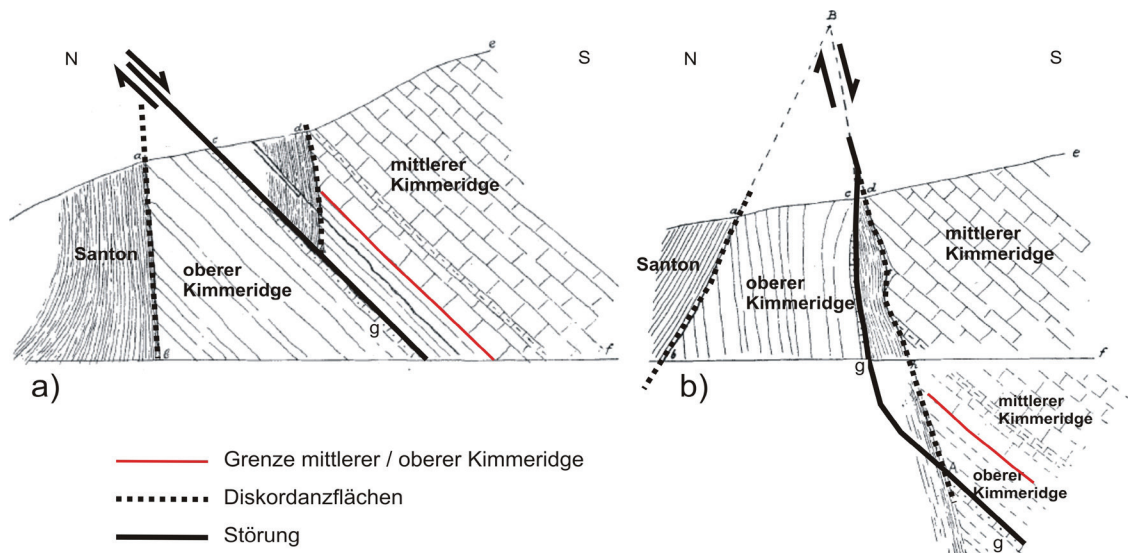 N
S
e
a
c
d
mittlerer
Kimmeridge
Santon
oberer
Kimmeridge
g
b
f
a)
B
N
S
e
a
c
d
mittlerer
Kimmeridge
Santon
oberer
Kimmeridge
b
g
f
b)
mittlerer
Kimmeridge
A
oberer
Kimmeridge
g
Grenze mittlerer / oberer Kimmeridge
Diskordanzflächen
Störung